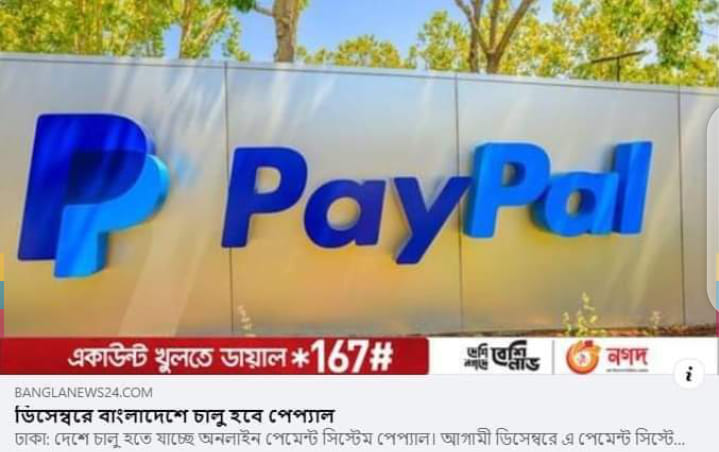 PayPal
একাউন্ট খুলতে ডায়াল *167#
বেশি লাভ
নগদ
BANGLANEWS24.COM
ডিসেম্বরে বাংলাদেশে চালু হবে পেপ্যাল
ঢাকা: দেশে চালু হতে যাচ্ছে অনলাইন পেমেন্ট সিস্টেম পেপ্যাল। আগামী ডিসেম্বরে এ পেমেন্ট সিস্টে...